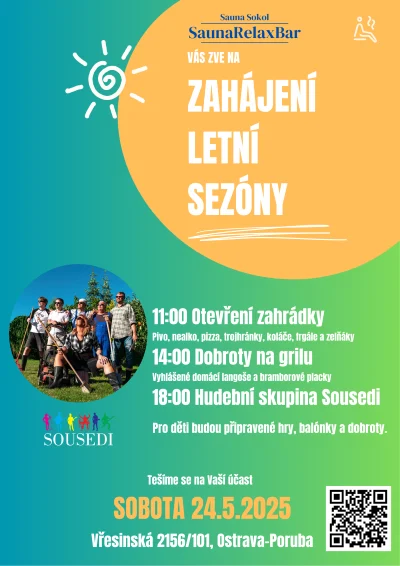 Sauna Sokol
SaunaRelaxBar
VÁS ZVE NA
ZAHÁJENÍ
LETNÍ
SEZÓNY
11:00 Otevření zahrádky
Pivo, nealko, pizza, trojhránky, koláče, frgále a zelňáky
14:00 Dobroty na grilu
Vyhlášené domácí langoše a bramborové placky
18:00 Hudební skupina Sousedi
SOUSEDI
Pro děti budou připravené hry, balónky a dobroty.
Tešíme se na Vaší účast
SOBOTA 24.5.2025
Vřesinská 2156/101, Ostrava-Poruba